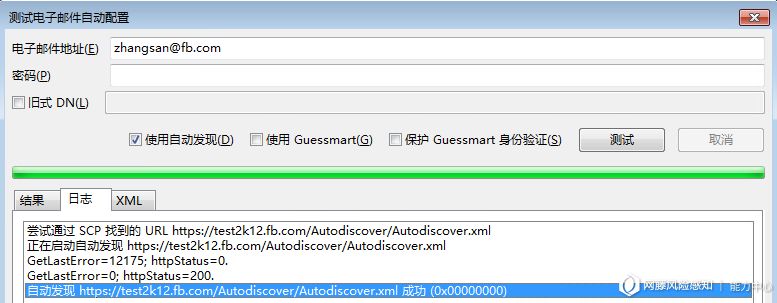 测试电子邮件自动配置
电子邮件地址(E) zhangsan@fb.com
密码(P)
旧式 DN(L)
使用自动发现(D) 使用 Guessmart(G) 保护 Guessmart 身份验证(S) 测试 取消
结果 日志 XML
尝试通过 SCP 找到的 URL https://test2k12.fb.com/Autodiscover/Autodiscover.xml
正在启动自动发现 https://test2k12.fb.com/Autodiscover/Autodiscover.xml
GetLastError=12175; httpStatus=0.
GetLastError=0; httpStatus=200.
自动发现 https://test2k12.fb.com/Autodiscover/Autodiscover.xml 成功 (0x00000000)
网藤风险感知 | 能力中心